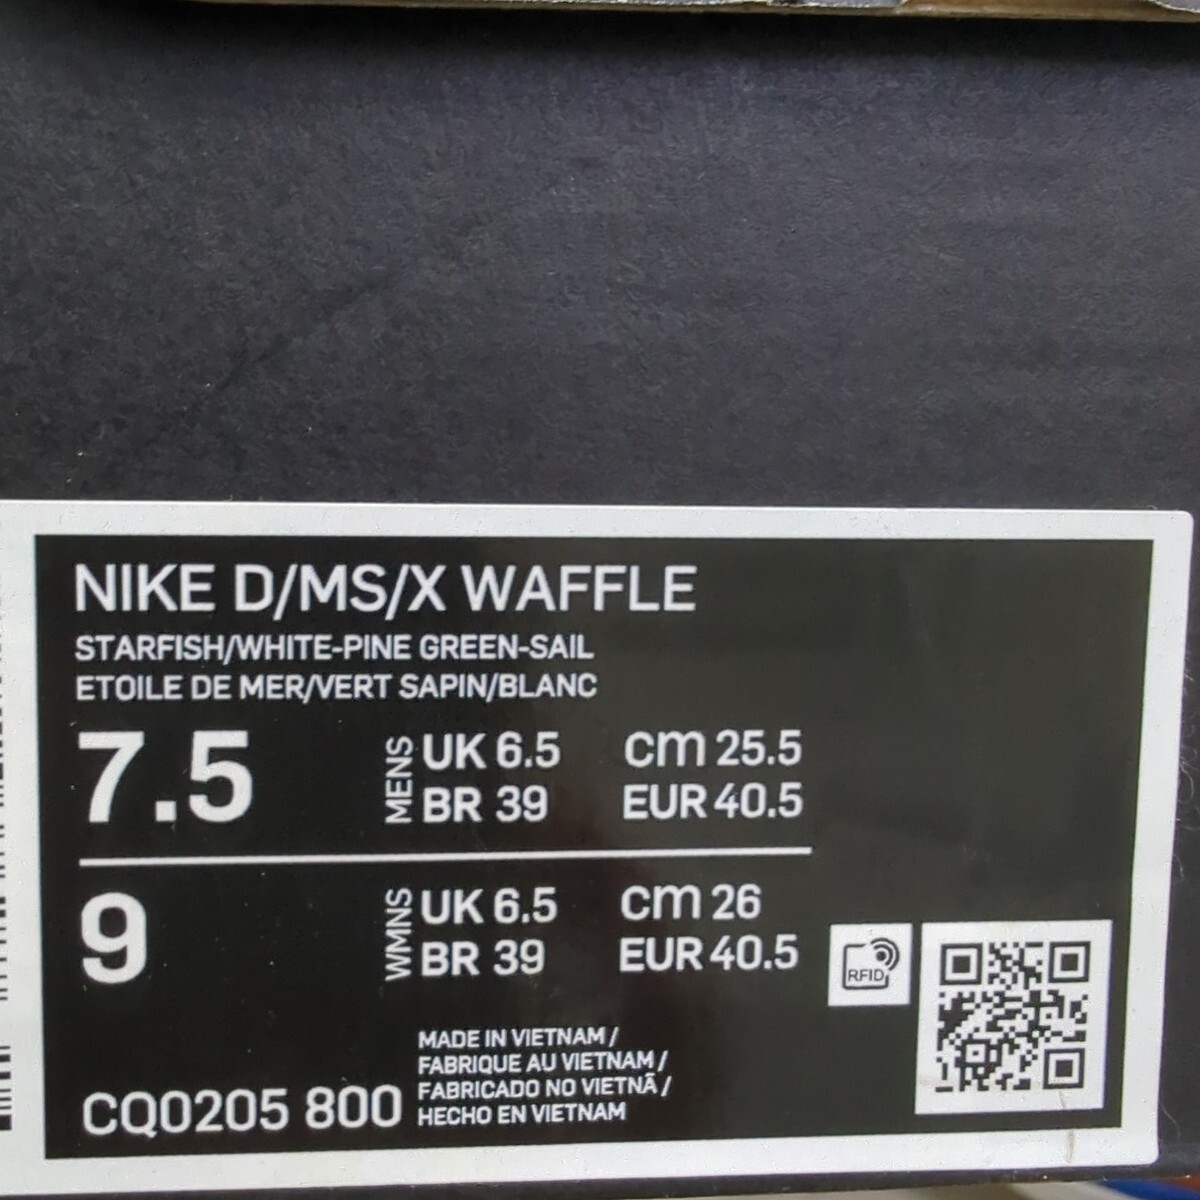 NIKE D/MS/X WAFFLE
STARFISH/WHITE-PINE GREEN-SAIL
ETOILE DE MER/VERT SAPIN/BLANC
7.5 MENS UK 6.5 cm 25.5
BR 39 EUR 40.5
9 WMNS UK 6.5 cm 26
BR 39 EUR 40.5
RFID
MADE IN VIETNAM /
FABRIQUE AU VIETNAM /
FABRICADO NO VIETNÃ /
HECHO EN VIETNAM
CQ0205 800